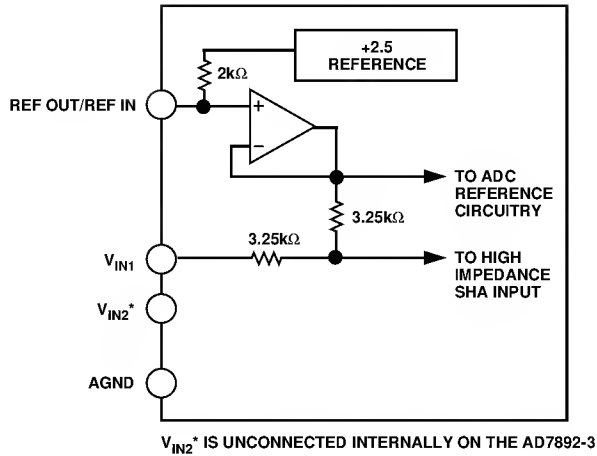 +2.5
REFERENCE
2kΩ
REF OUT/REF IN
+
−
TO ADC
REFERENCE
CIRCUITRY
3.25kΩ
3.25kΩ
VIN1
TO HIGH
IMPEDANCE
SHA INPUT
VIN2*
AGND
VIN2* IS UNCONNECTED INTERNALLY ON THE AD7892-3